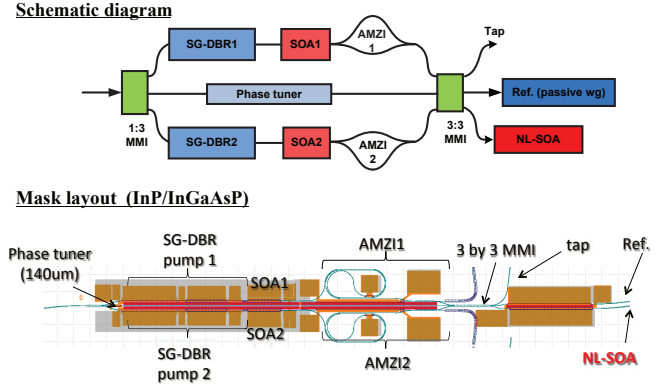 Schematic diagram
SG-DBR1
SOA1
AMZI
1
Tap
Phase tuner
Ref. (passive wg)
1:3
MMI
3:3
MMI
SG-DBR2
SOA2
AMZI
2
NL-SOA
Mask layout (InP/InGaAsP)
Phase tuner
(140um)
SG-DBR
pump 1
SOA1
AMZI1
3 by 3 MMI
tap
Ref.
SOA2
SG-DBR
pump 2
AMZI2
NL-SOA